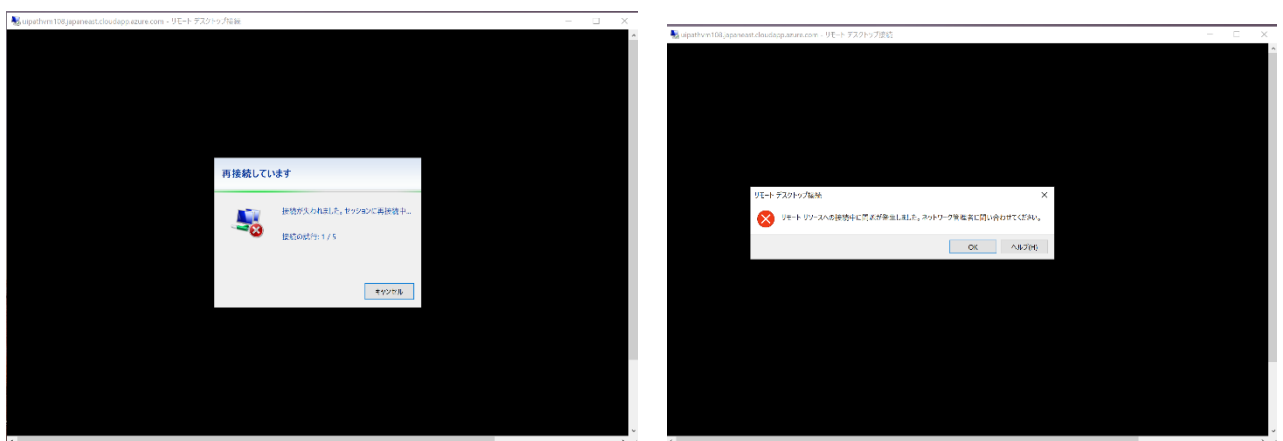 uipathvm108.japaneast.cloudapp.azure.com - リモート デスクトップ接続
再接続しています
接続が失われました。セッションに再接続中...
接続の試行: 1 / 5
キャンセル
uipathvm108.japaneast.cloudapp.azure.com - リモート デスクトップ接続
リモート デスクトップ接続
リモート リソースへの接続中に問題が発生しました。ネットワーク管理者に問い合わせてください。
OK
ヘルプ(H)